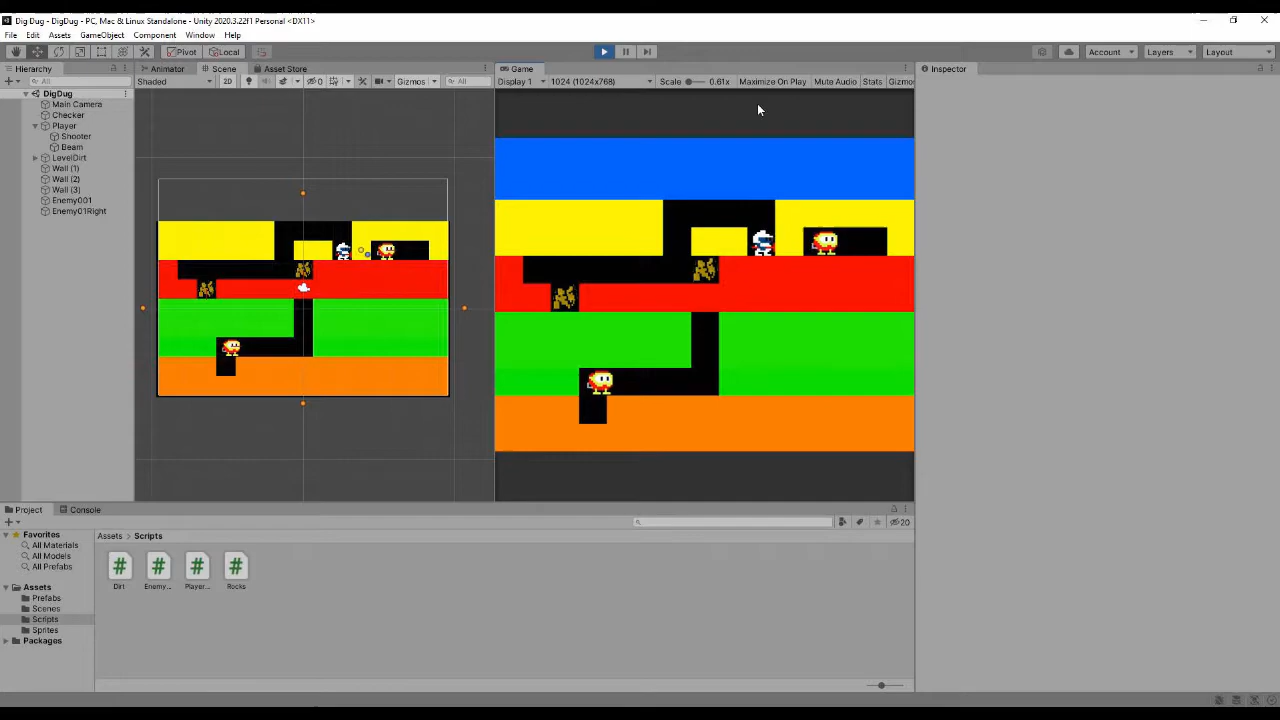 Dig Dug - DigDug - PC, Mac & Linux Standalone - Unity 2020.3.22f1 Personal <DX11>
File Edit Assets GameObject Component Window Help
Pivot Local Account Layers Layout
Hierarchy Animator Scene Asset Store Game Inspector
All Shaded 2D 0 Gizmos All Display 1 1024 (1024x768) Scale 0.61x Maximize On Play Mute Audio Stats Gizmos
DigDug
Main Camera
Checker
Player
Shooter
Beam
LevelDirt
Wall (1)
Wall (2)
Wall (3)
Enemy001
Enemy01Right
Project Console
20
Favorites
All Materials
All Models
All Prefabs
Assets
Prefabs
Scenes
Scripts
Sprites
Packages
Assets Scripts
Dirt Enemy... Player... Rocks